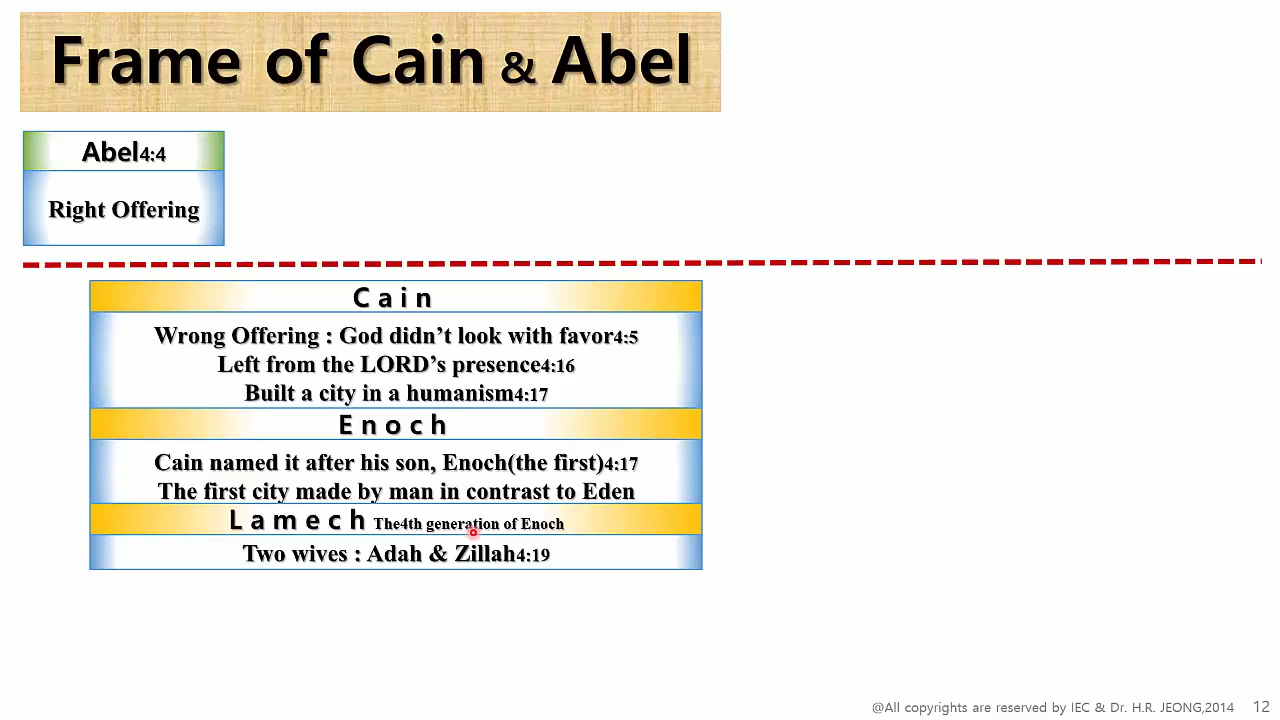 Frame of Cain & Abel
Abel4:4
Right Offering
Cain
Wrong Offering : God didn’t look with favor4:5
Left from the LORD’s presence4:16
Built a city in a humanism4:17
Enoch
Cain named it after his son, Enoch(the first)4:17
The first city made by man in contrast to Eden
Lamech The4th generation of Enoch
Two wives : Adah & Zillah4:19
@All copyrights are reserved by IEC & Dr. H.R. JEONG,2014 12